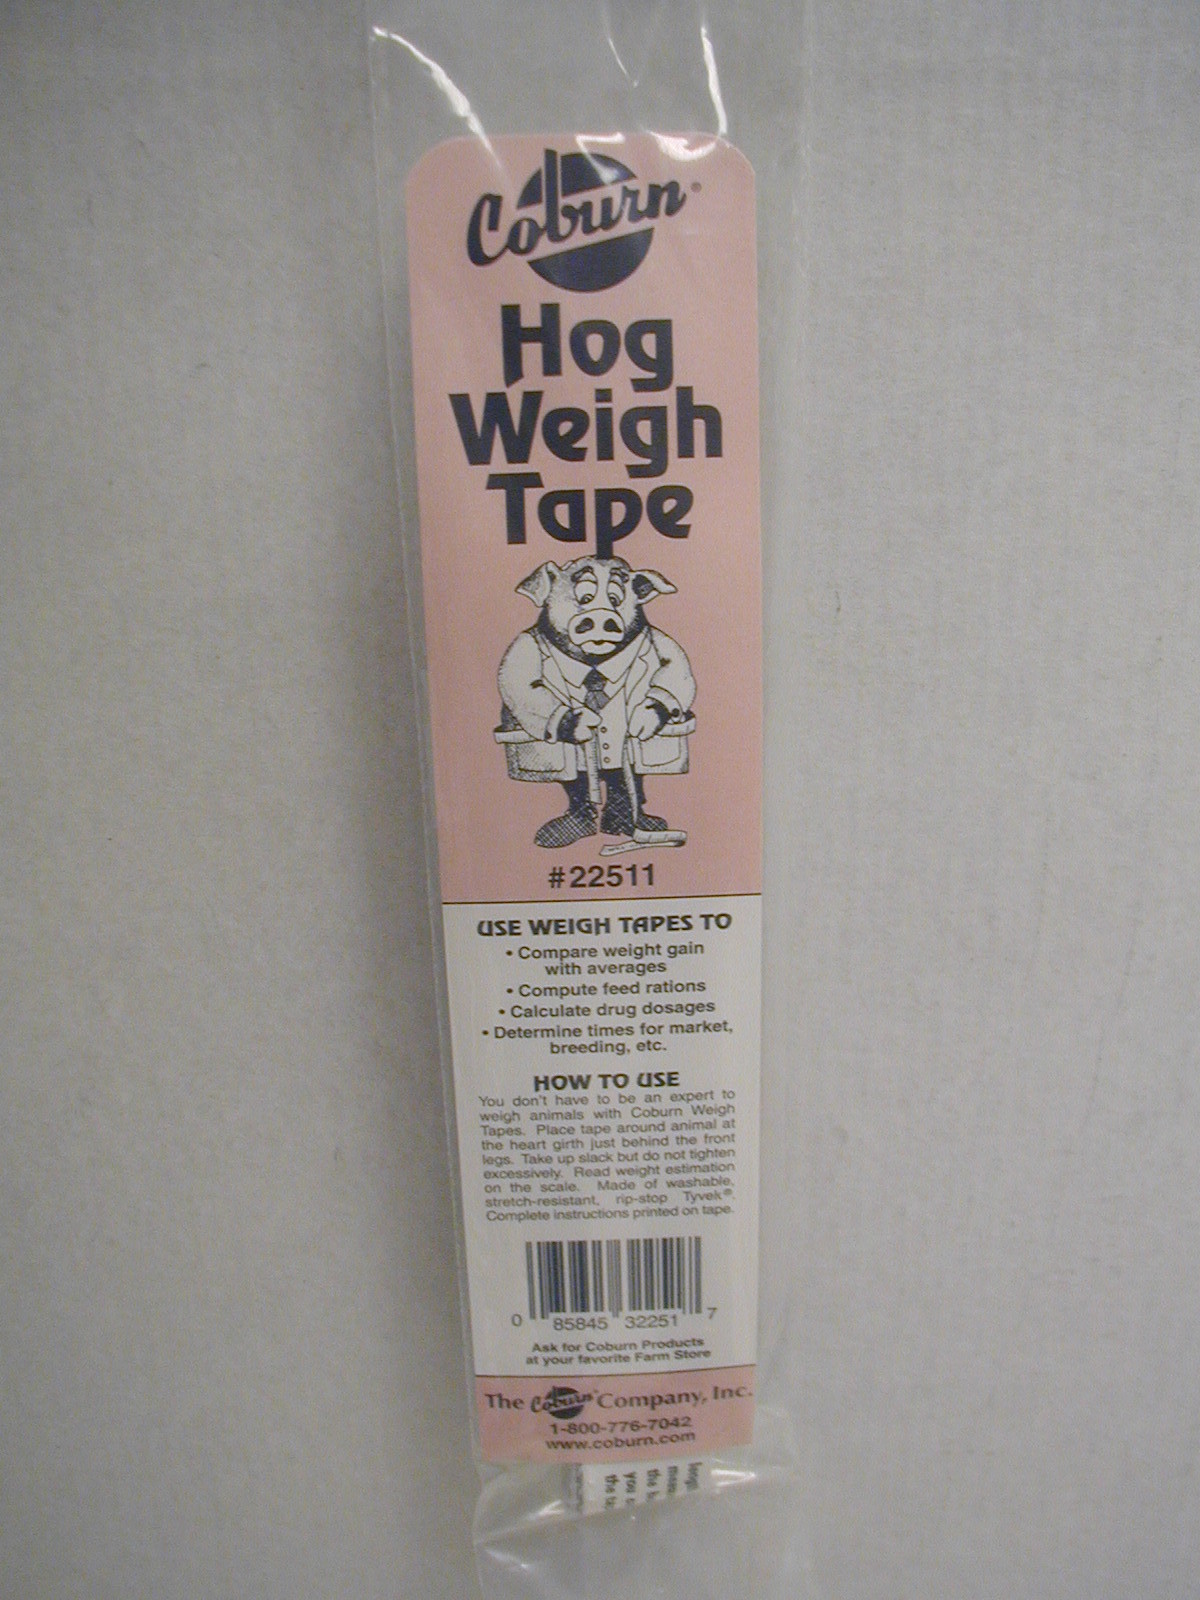 Coburn®
Hog
Weigh
Tape
#22511
USE WEIGH TAPES TO
• Compare weight gain
with averages
• Compute feed rations
• Calculate drug dosages
• Determine times for market,
breeding, etc.
HOW TO USE
You don't have to be an expert to
weigh animals with Coburn Weigh
Tapes. Place tape around animal at
the heart girth just behind the front
legs. Take up slack but do not tighten
excessively. Read weight estimation
on the scale. Made of washable,
stretch-resistant, rip-stop Tyvek®.
Complete instructions printed on tape.
0 85845 32251 7
Ask for Coburn Products
at your favorite Farm Store
The Coburn® Company, Inc.
1-800-776-7042
www.coburn.com